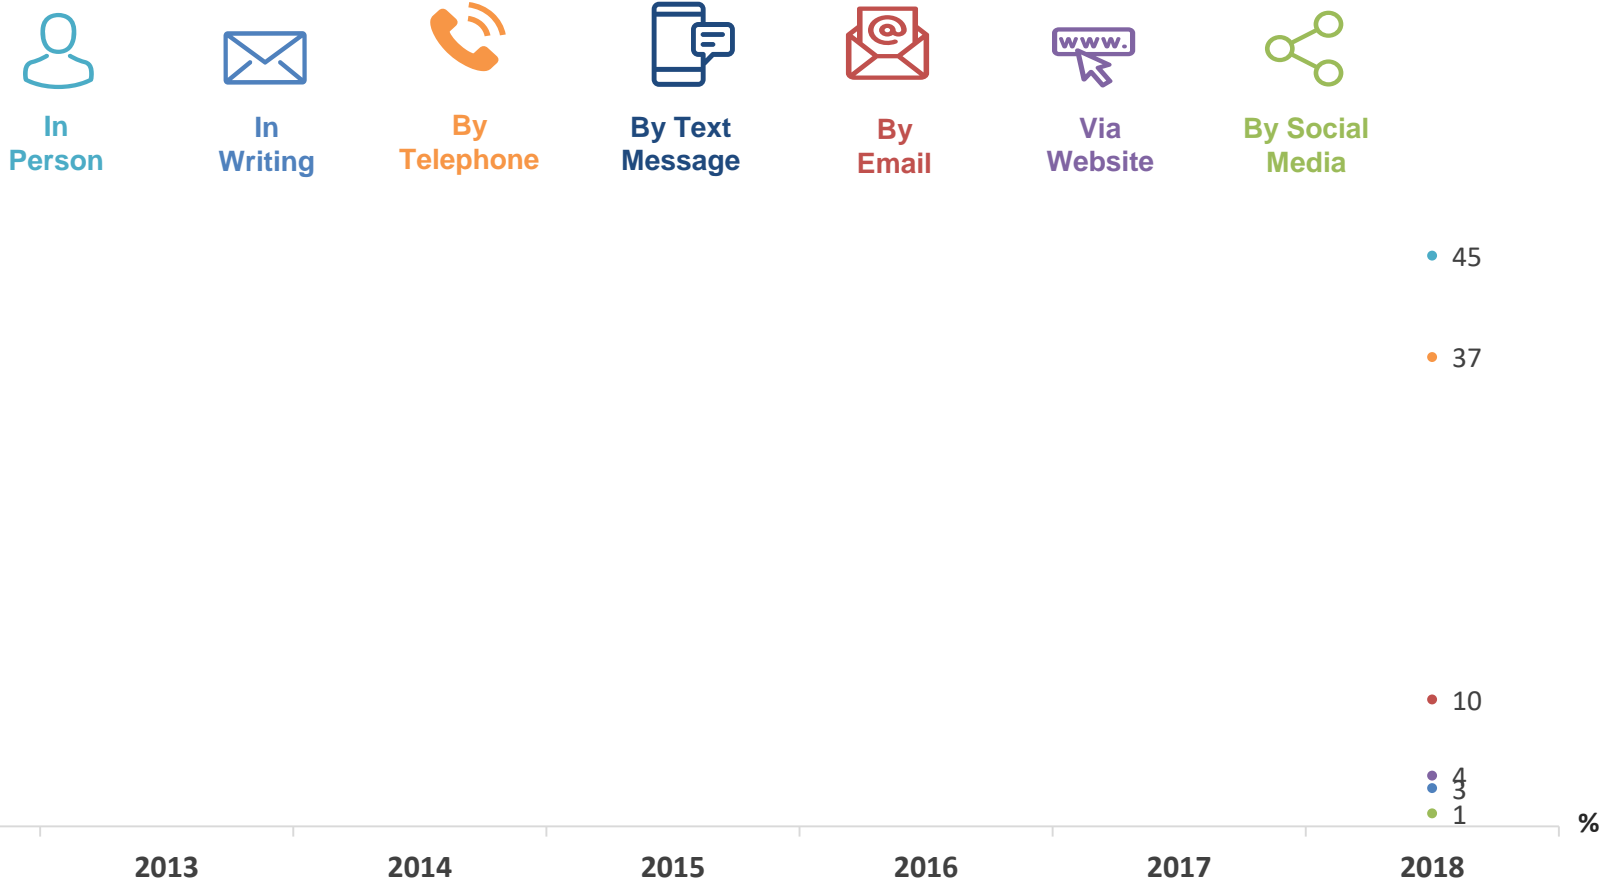 @
www.
In
Person
In
Writing
By
Telephone
By Text
Message
By
Email
Via
Website
By Social
Media
45
37
10
4
3
1
%
2013 2014 2015 2016 2017 2018